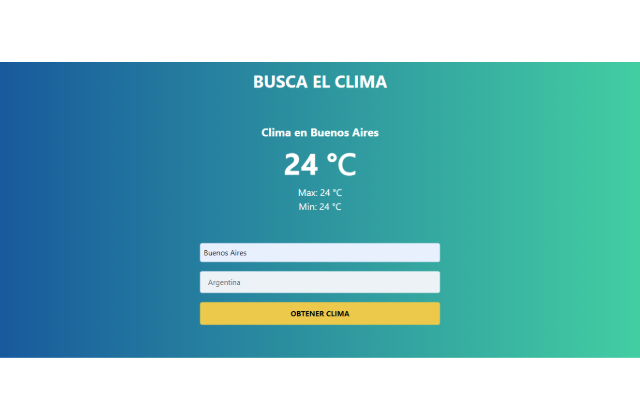 BUSCA EL CLIMA
Clima en Buenos Aires
24 °C
Max: 24 °C
Min: 24 °C
Buenos Aires
Argentina
OBTENER CLIMA